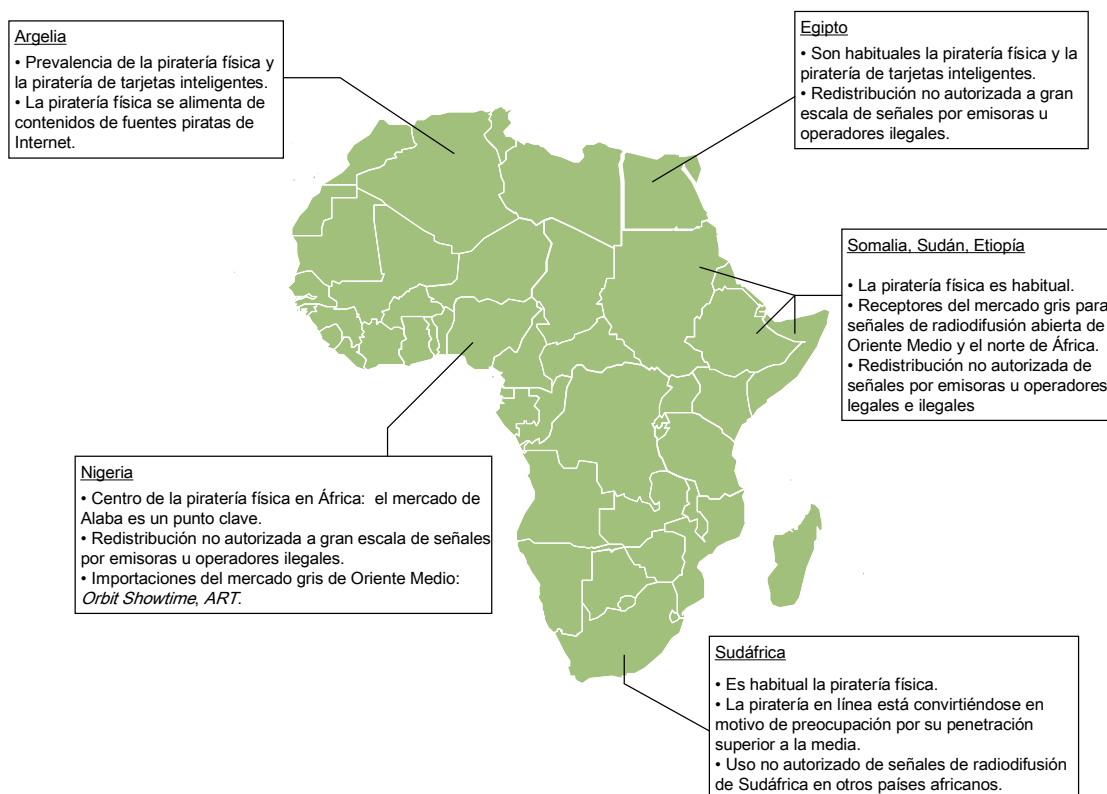 Argelia
• Prevalencia de la piratería física y
la piratería de tarjetas inteligentes.
• La piratería física se alimenta de
contenidos de fuentes piratas de
Internet.
Egipto
• Son habituales la piratería física y la
piratería de tarjetas inteligentes.
• Redistribución no autorizada a gran
escala de señales por emisoras u
operadores ilegales.
Somalia, Sudán, Etiopía
• La piratería física es habitual.
• Receptores del mercado gris para
señales de radiodifusión abierta de
Oriente Medio y el norte de África.
• Redistribución no autorizada de
señales por emisoras u operadores
legales e ilegales
Nigeria
• Centro de la piratería física en África:  el mercado de
Alaba es un punto clave.
• Redistribución no autorizada a gran escala de señales
por emisoras u operadores ilegales.
• Importaciones del mercado gris de Oriente Medio:
Orbit Showtime, ART.
Sudáfrica
• Es habitual la piratería física.
• La piratería en línea está convirtiéndose en
motivo de preocupación por su penetración
superior a la media.
• Uso no autorizado de señales de radiodifusión
de Sudáfrica en otros países africanos.